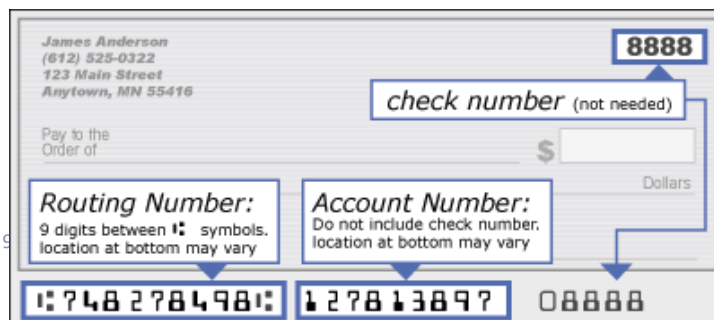 James Anderson
(612) 525-0322
123 Main Street
Anytown, MN 55416
8888
check number (not needed)
Pay to the
Order of
$
Dollars
Routing Number:
9 digits between ⑆ symbols.
location at bottom may vary
Account Number:
Do not include check number.
location at bottom may vary
⑆748278498⑆ 127813897 08888